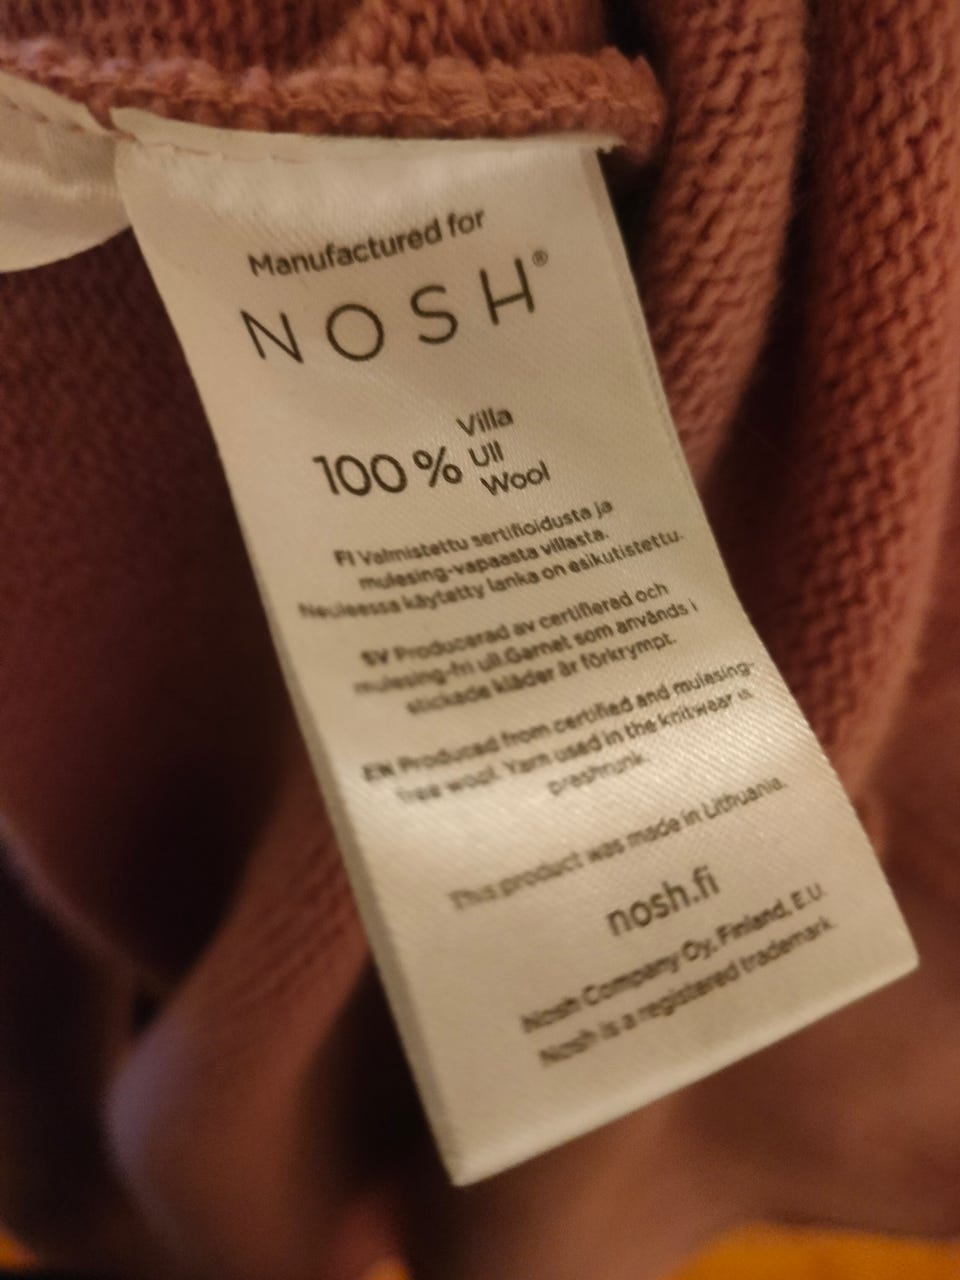 Manufactured for
NOSH®
100 % Villa
Ull
Wool
FI Valmistettu sertifioidusta ja
mulesing-vapaasta villasta.
Neuleessa käytetty lanka on esikutistettu.
SV Producerad av certifierad och
mulesing-fri ull.Garnet som används i
stickade kläder är förkrympt.
EN Produced from certified and mulesing-
free wool. Yarn used in the knitwear is
preshrunk.
This product was made in Lithuania.
nosh.fi
Nosh Company Oy, Finland, E.U.
Nosh is a registered trademark.